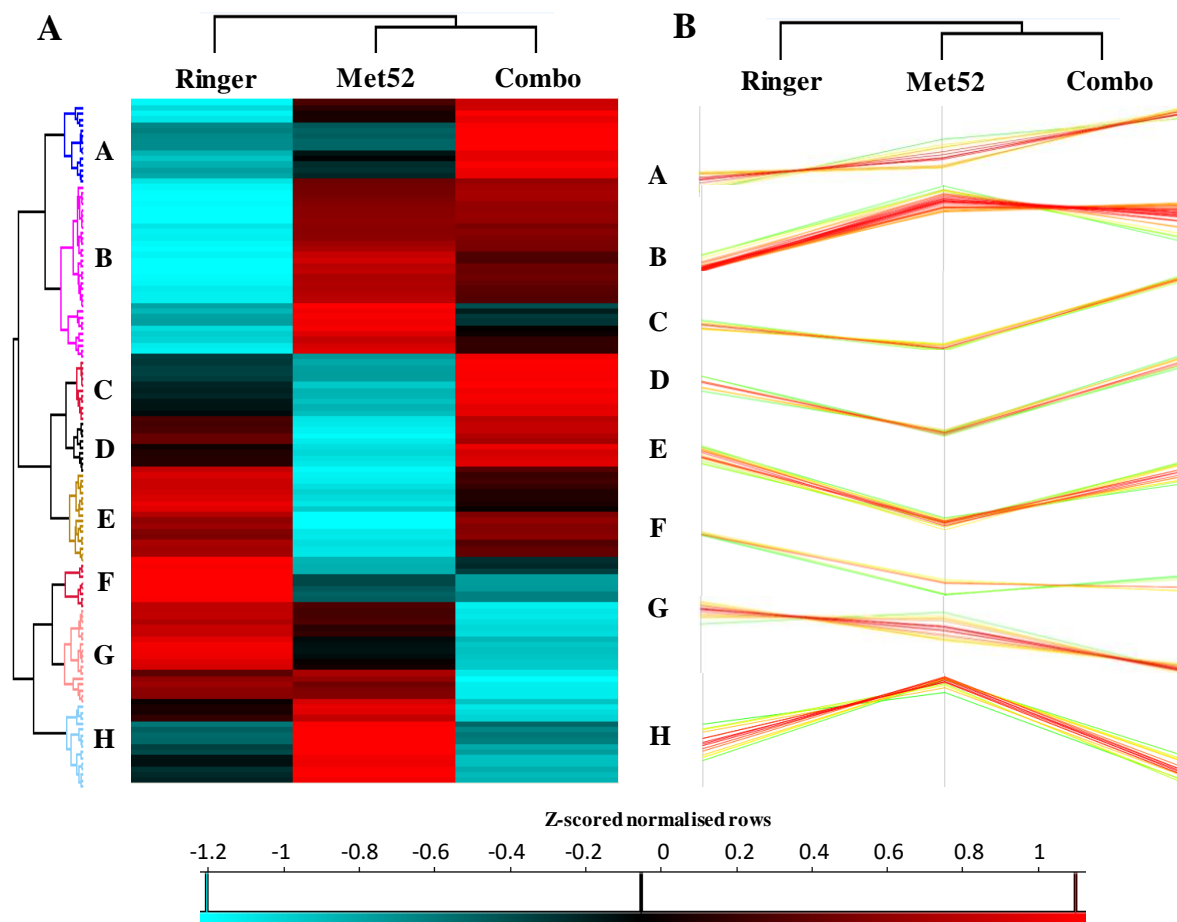 A
B
Ringer Met52 Combo
Ringer Met52 Combo
A
B
C
D
E
F
G
H
A
B
C
D
E
F
G
H
Z-scored normalised rows
-1.2 -1 -0.8 -0.6 -0.4 -0.2 0 0.2 0.4 0.6 0.8 1